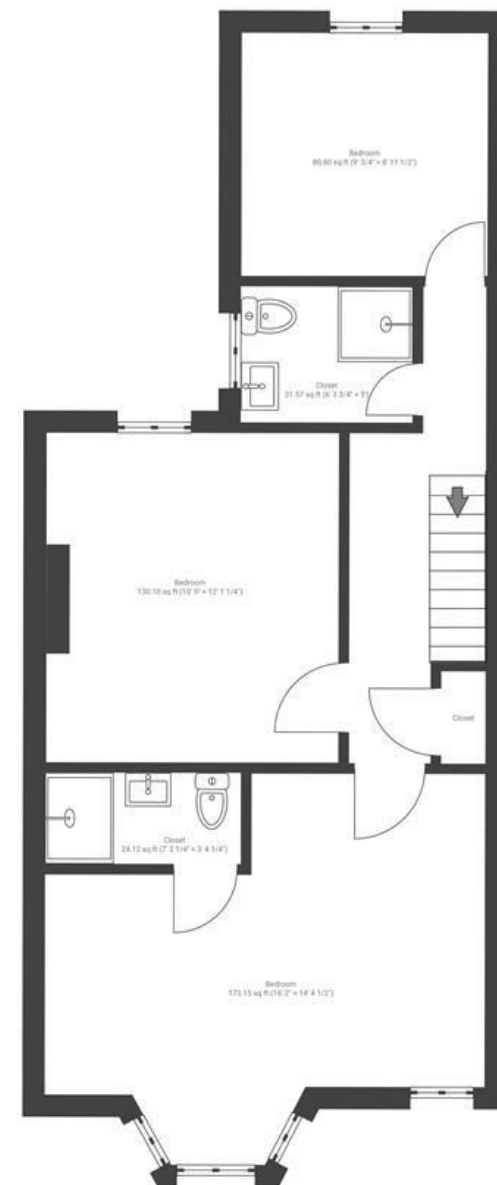 Bedroom
80.80 sq ft (9' 3/4" × 8' 11 1/2")
Closet
31.57 sq ft (6' 3 3/4" × 5')
Bedroom
130.10 sq ft (10' 9" × 12' 1 1/4")
Closet
Closet
24.12 sq ft (7' 2 1/4" × 3' 4 1/4")
Bedroom
173.15 sq ft (16' 2" × 14' 4 1/2")